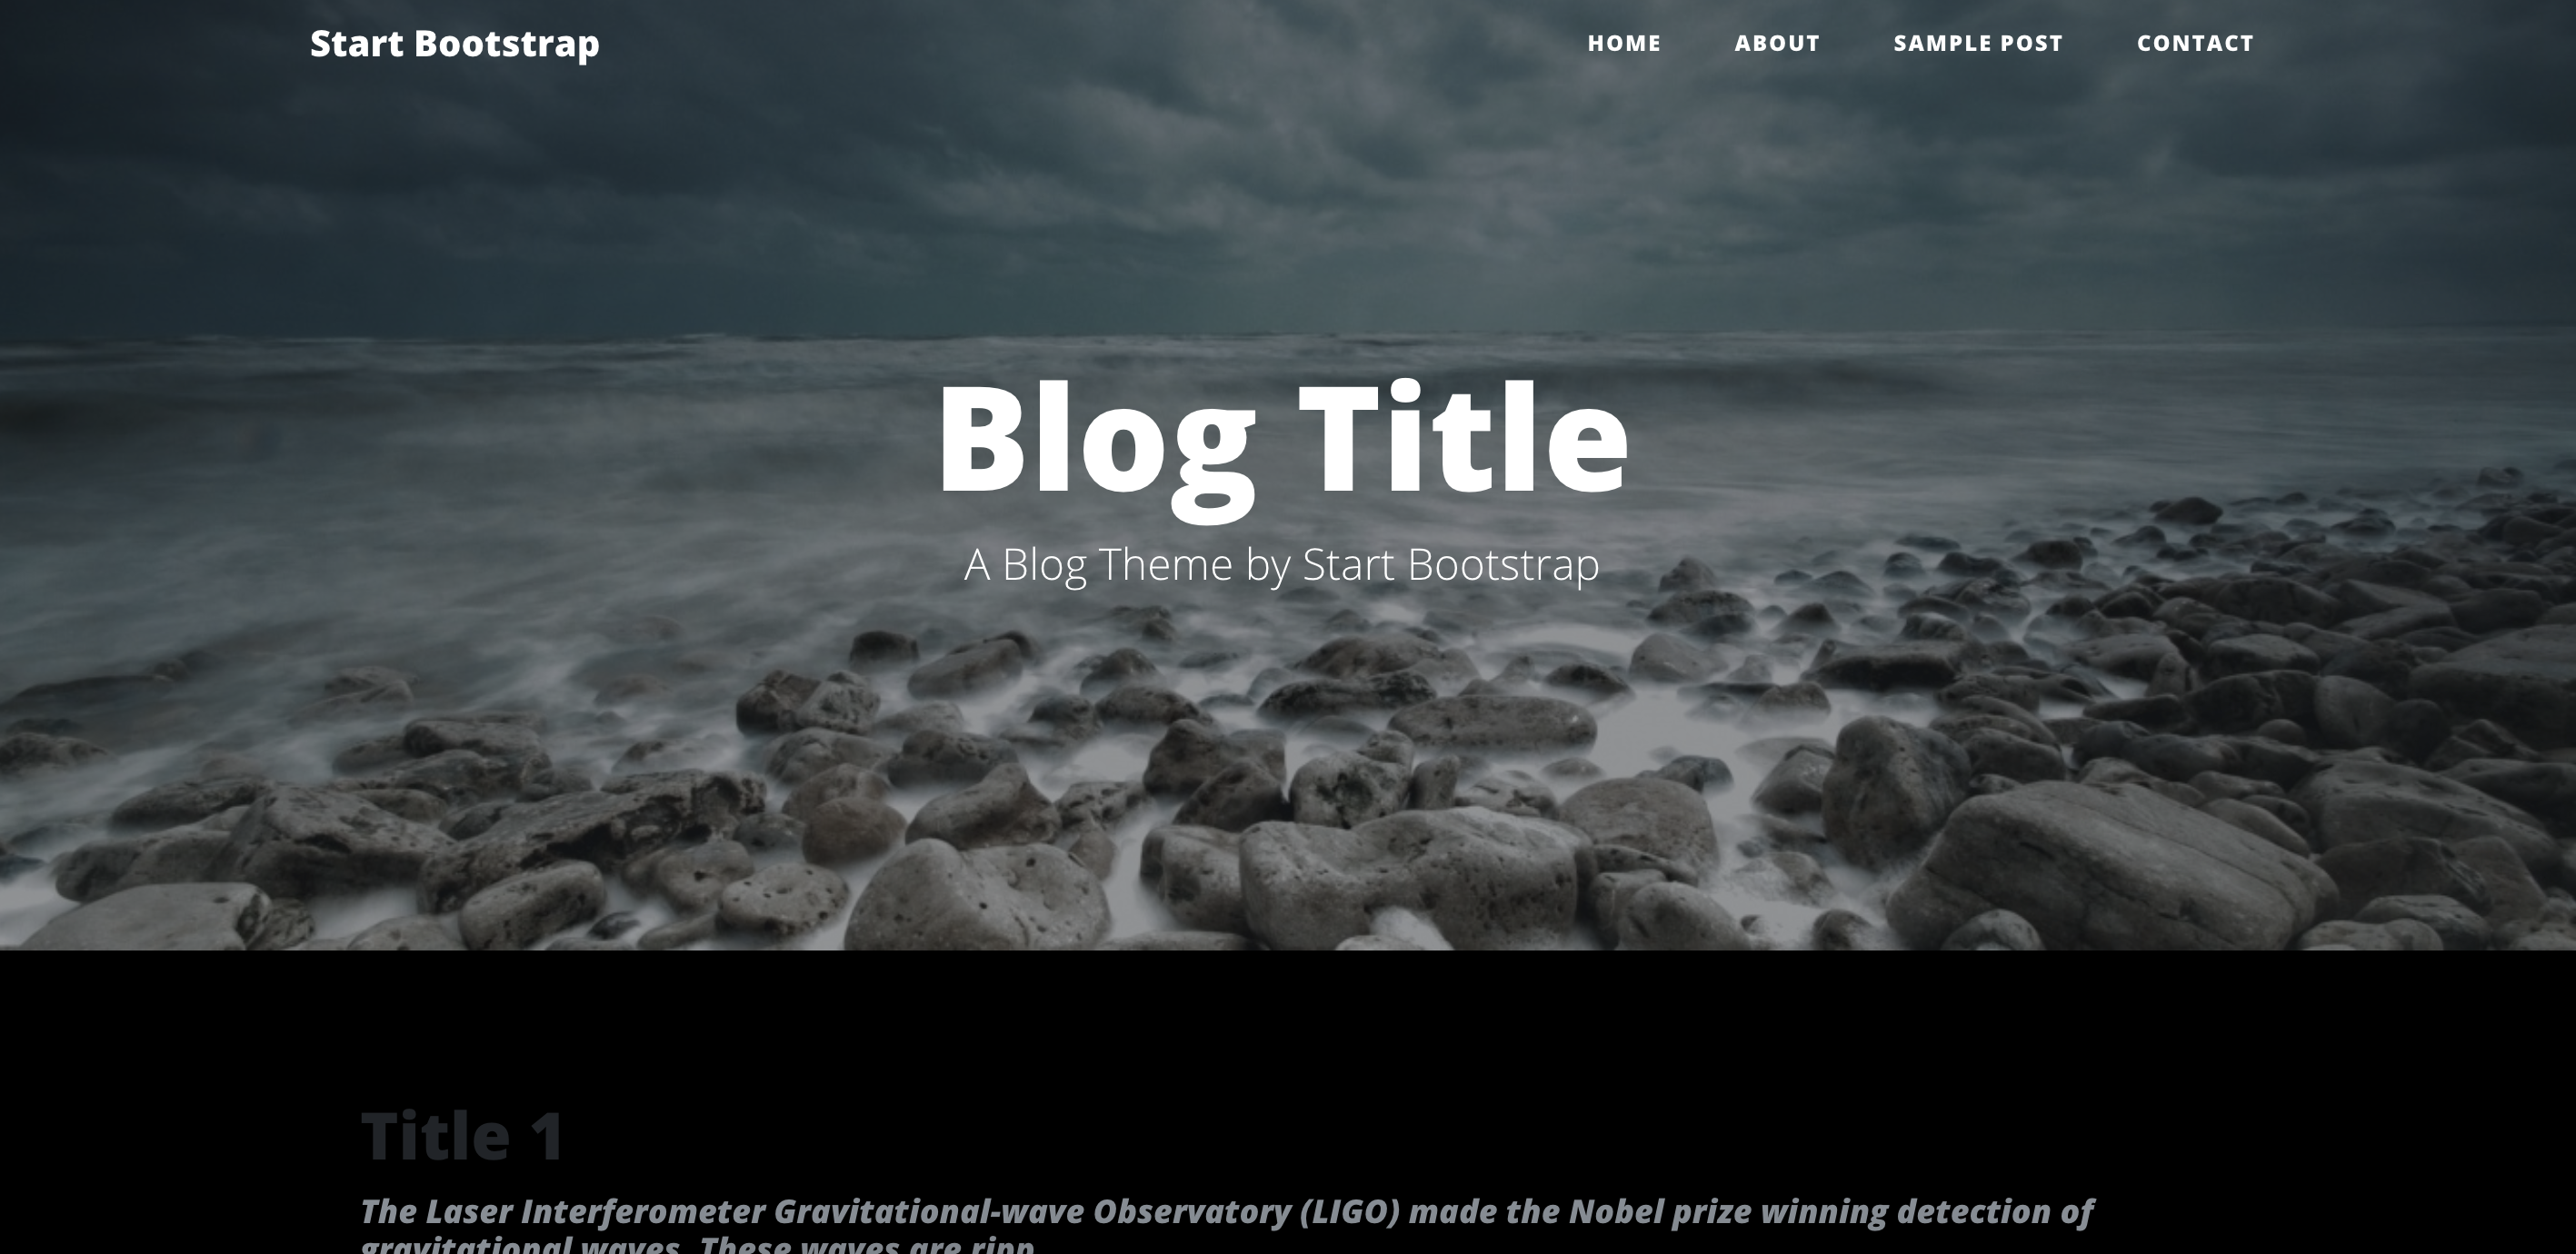 Start Bootstrap
HOME ABOUT SAMPLE POST CONTACT
Blog Title
A Blog Theme by Start Bootstrap
Title 1
The Laser Interferometer Gravitational-wave Observatory (LIGO) made the Nobel prize winning detection of
gravitational waves. These waves are ripp